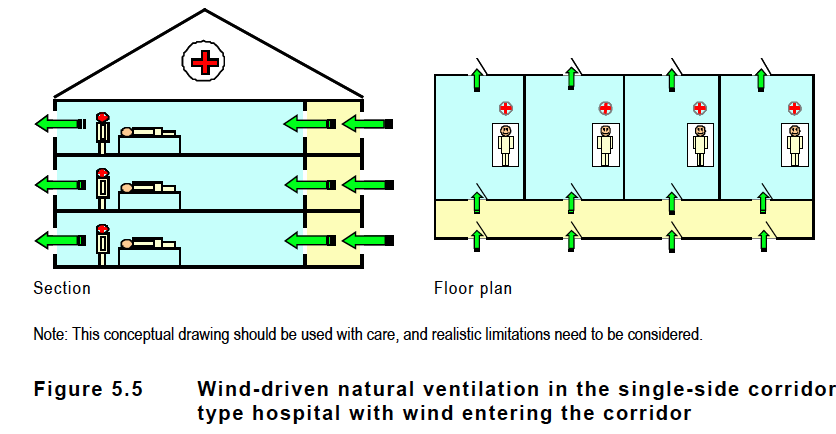 Section
Floor plan
Note: This conceptual drawing should be used with care, and realistic limitations need to be considered.
Figure 5.5 Wind-driven natural ventilation in the single-side corridor
type hospital with wind entering the corridor